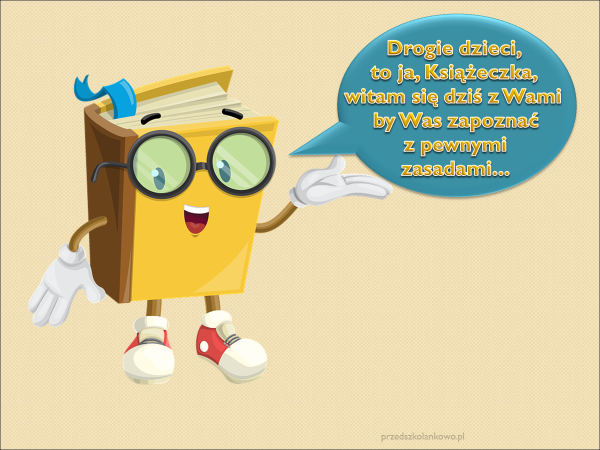 Drogie dzieci,
to ja, Książeczka,
witam się dziś z Wami
by Was zapoznać
z pewnymi
zasadami...
przedszkolankowo.pl